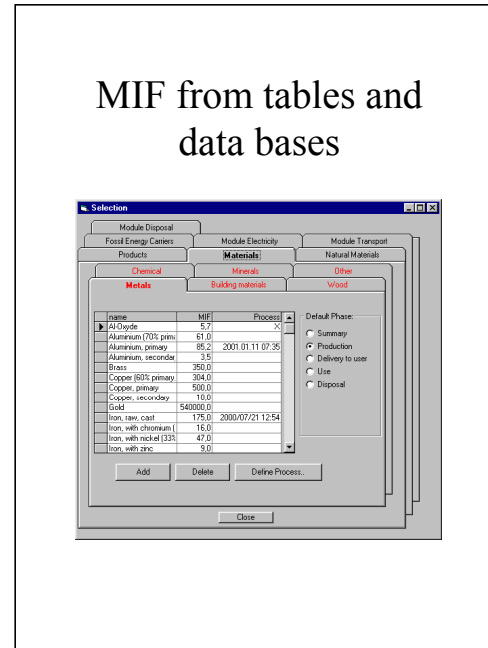 MIF from tables and
data bases
Selection
Module Disposal
Fossil Energy Carriers Module Electricity Module Transport
Products Materials Natural Materials
Chemical Minerals Other
Metals Building materials Wood
name MIF Process
Al-Oxyde 5,7 X
Aluminium (70% prima 61,0
Aluminium, primary 85,2 2001.01.11 07:35
Aluminium, secondar 3,5
Brass 350,0
Copper (60% primary, 304,0
Copper, primary 500,0
Copper, secondary 10,0
Gold 540000,0
Iron, raw, cast 175,0 2000/07/21 12:54
Iron, with chromium ( 16,0
Iron, with nickel (33% 47,0
Iron, with zinc 9,0
Default Phase:
Summary
Production
Delivery to user
Use
Disposal
Add Delete Define Process..
Close